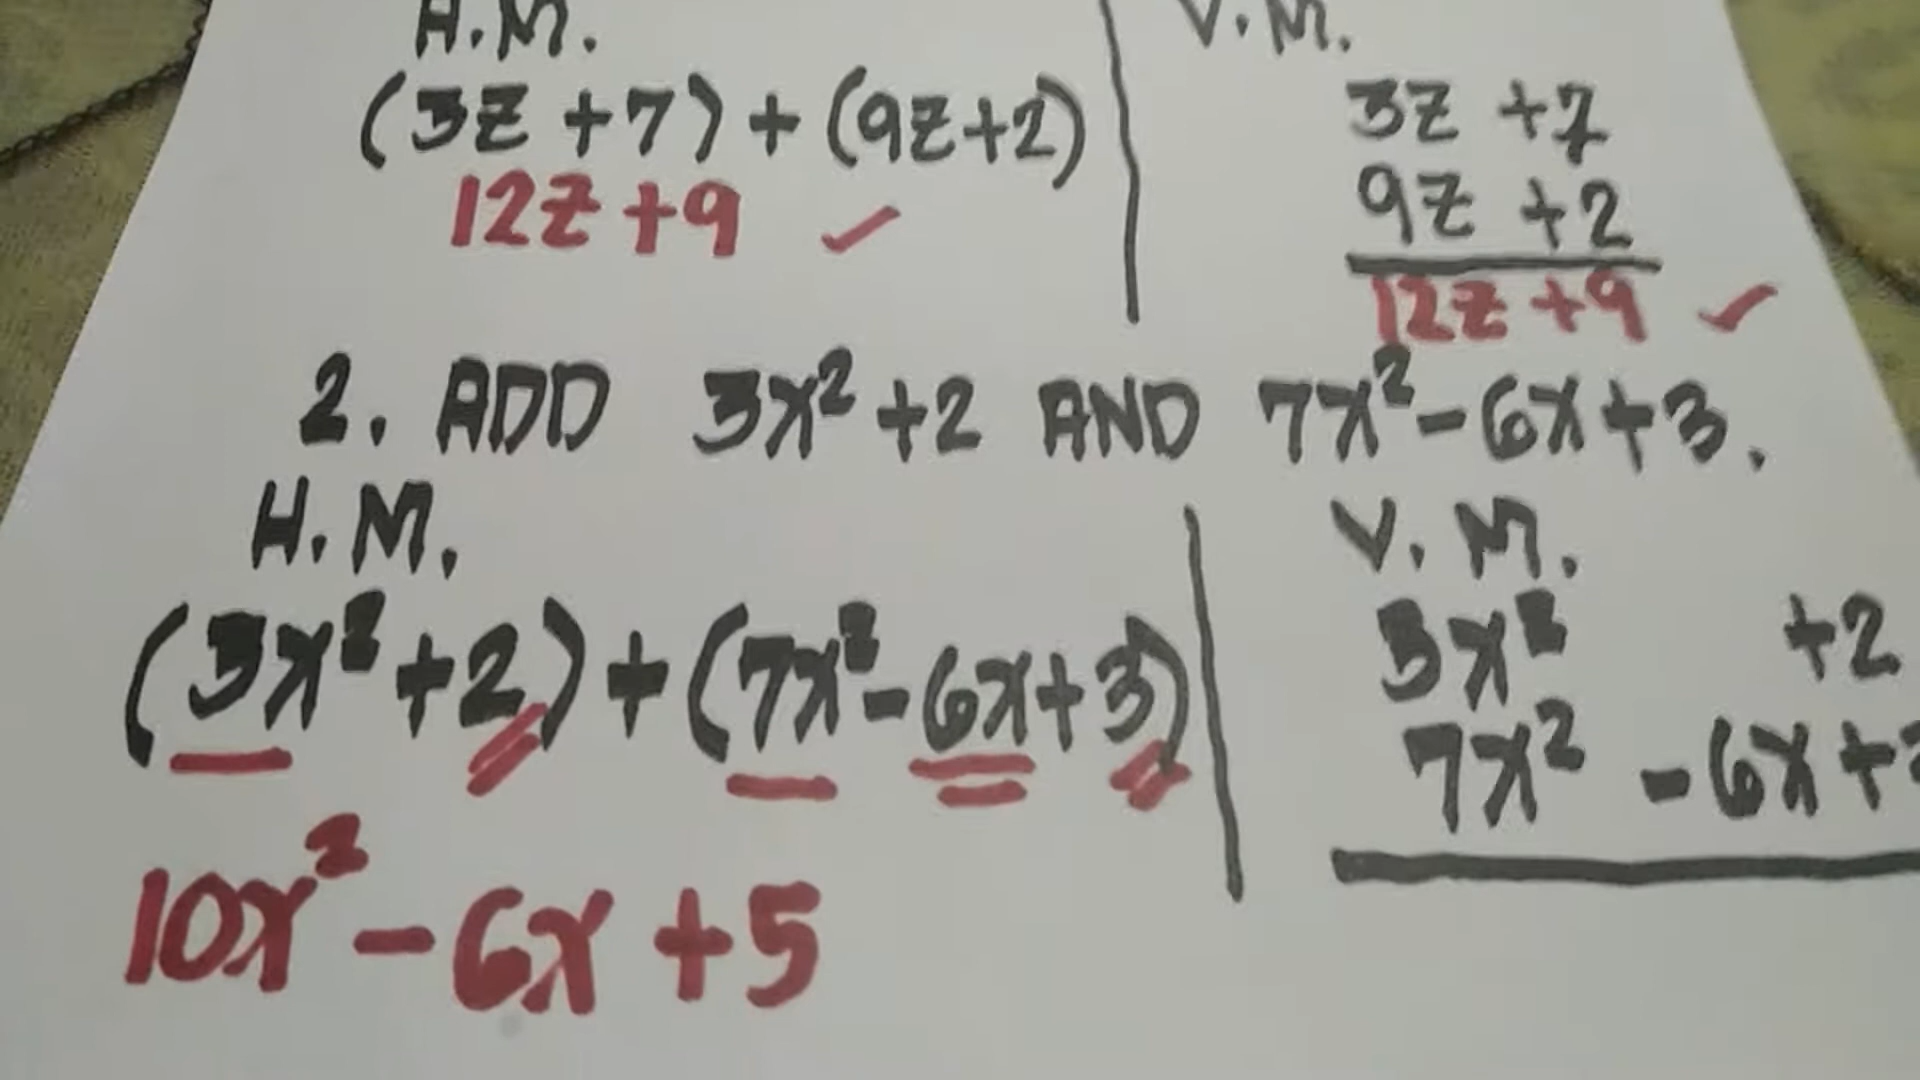 H.M.
(3Z + 7) + (9Z+2)
12Z + 9 ✓
V.M.
3Z + 7
9Z + 2
12Z + 9 ✓
2. ADD 3x² + 2 AND 7x² - 6x + 3.
H.M.
(3x² + 2) + (7x² - 6x + 3)
10x² - 6x + 5
V.M.
3x² + 2
7x² - 6x +